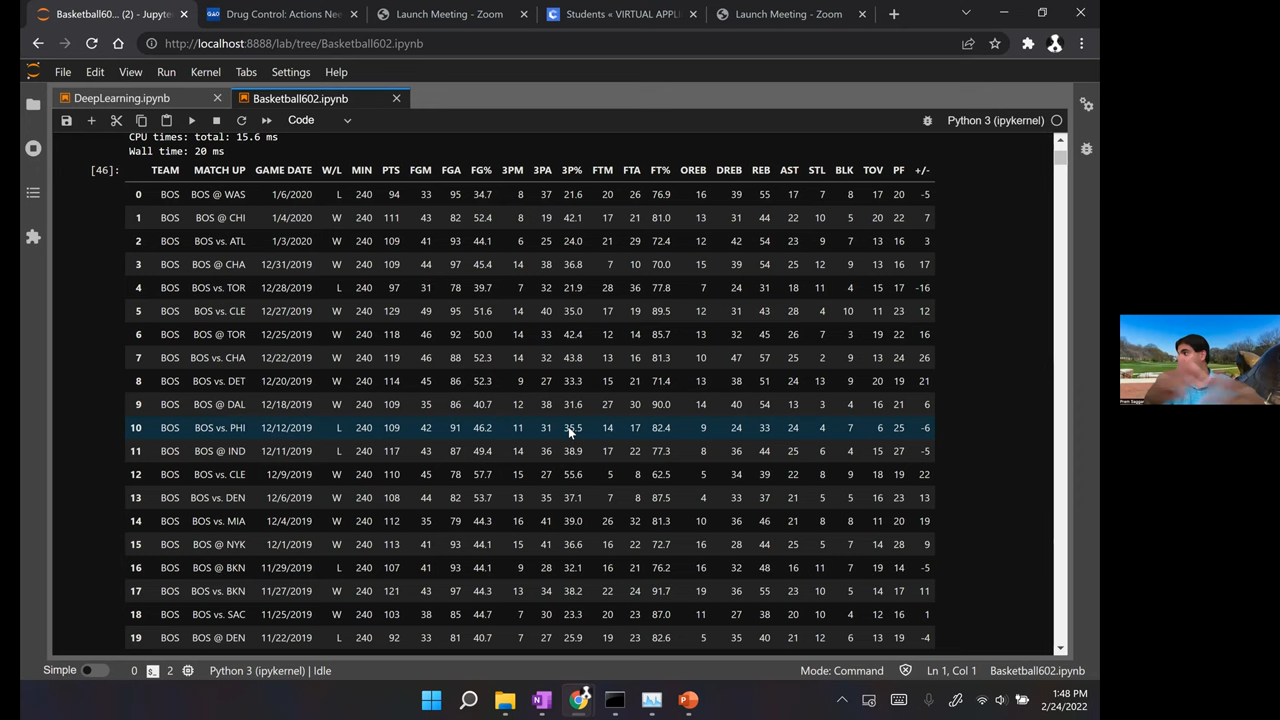 Basketball602... (2) - Jupyter
Drug Control: Actions Nee
Launch Meeting - Zoom
Students « VIRTUAL APPL
Launch Meeting - Zoom
http://localhost:8888/lab/tree/Basketball602.ipynb
File Edit View Run Kernel Tabs Settings Help
DeepLearning.ipynb
Basketball602.ipynb
Code
Python 3 (ipykernel)
CPU times: total: 15.6 ms
Wall time: 20 ms
[46]: TEAM MATCH UP GAME DATE W/L MIN PTS FGM FGA FG% 3PM 3PA 3P% FTM FTA FT% OREB DREB REB AST STL BLK TOV PF +/-
0 BOS BOS @ WAS 1/6/2020 L 240 94 33 95 34.7 8 37 21.6 20 26 76.9 16 39 55 17 7 8 17 20 -5
1 BOS BOS @ CHI 1/4/2020 W 240 111 43 82 52.4 8 19 42.1 17 21 81.0 13 31 44 22 10 5 20 22 7
2 BOS BOS vs. ATL 1/3/2020 W 240 109 41 93 44.1 6 25 24.0 21 29 72.4 12 42 54 23 9 7 13 16 3
3 BOS BOS @ CHA 12/31/2019 W 240 109 44 97 45.4 14 38 36.8 7 10 70.0 15 39 54 25 12 9 13 16 17
4 BOS BOS vs. TOR 12/28/2019 L 240 97 31 78 39.7 7 32 21.9 28 36 77.8 7 24 31 18 11 4 15 17 -16
5 BOS BOS vs. CLE 12/27/2019 W 240 129 49 95 51.6 14 40 35.0 17 19 89.5 12 31 43 28 4 10 11 23 12
6 BOS BOS @ TOR 12/25/2019 W 240 118 46 92 50.0 14 33 42.4 12 14 85.7 13 32 45 26 7 3 19 22 16
7 BOS BOS vs. CHA 12/22/2019 W 240 119 46 88 52.3 14 32 43.8 13 16 81.3 10 47 57 25 2 9 13 24 26
8 BOS BOS vs. DET 12/20/2019 W 240 114 45 86 52.3 9 27 33.3 15 21 71.4 13 38 51 24 13 9 20 19 21
9 BOS BOS @ DAL 12/18/2019 W 240 109 35 86 40.7 12 38 31.6 27 30 90.0 14 40 54 13 3 4 16 21 6
10 BOS BOS vs. PHI 12/12/2019 L 240 109 42 91 46.2 11 31 35.5 14 17 82.4 9 24 33 24 4 7 6 25 -6
11 BOS BOS @ IND 12/11/2019 L 240 117 43 87 49.4 14 36 38.9 17 22 77.3 8 36 44 25 6 4 15 27 -5
12 BOS BOS vs. CLE 12/9/2019 W 240 110 45 78 57.7 15 27 55.6 5 8 62.5 5 34 39 22 8 4 18 19 22
13 BOS BOS vs. DEN 12/6/2019 W 240 108 44 82 53.7 13 35 37.1 7 8 87.5 4 33 37 21 5 5 16 23 13
14 BOS BOS vs. MIA 12/4/2019 W 240 112 35 79 44.3 16 41 39.0 26 32 81.3 10 36 46 21 8 8 11 20 19
15 BOS BOS @ NYK 12/1/2019 W 240 113 41 93 44.1 15 41 36.6 16 22 72.7 16 28 44 25 5 7 14 28 9
16 BOS BOS @ BKN 11/29/2019 L 240 107 41 93 44.1 9 28 32.1 16 21 76.2 16 32 48 16 11 7 19 14 -5
17 BOS BOS vs. BKN 11/27/2019 W 240 121 43 97 44.3 13 34 38.2 22 24 91.7 19 36 55 23 5 5 14 17 11
18 BOS BOS vs. SAC 11/25/2019 W 240 103 38 85 44.7 7 30 23.3 20 23 87.0 11 27 38 20 10 4 12 16 1
19 BOS BOS @ DEN 11/22/2019 L 240 92 33 81 40.7 7 27 25.9 19 23 82.6 5 35 40 21 12 6 13 19 -4
Simple 0 2 Python 3 (ipykernel) | Idle
Mode: Command Ln 1, Col 1 Basketball602.ipynb
1:48 PM
2/24/2022
Prem Saggar